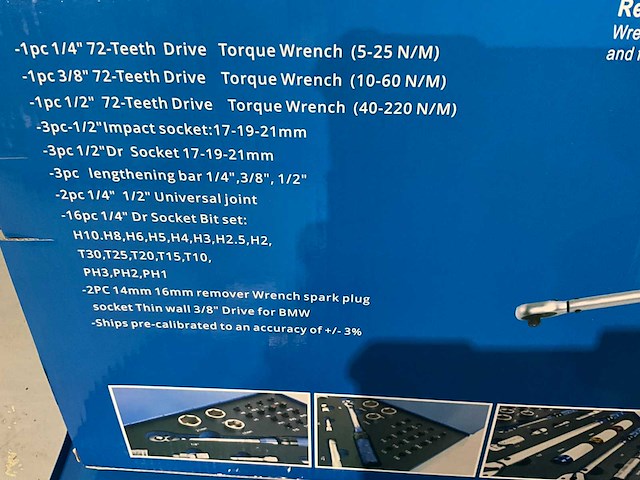 Re
Wre
and f
-1pc 1/4" 72-Teeth Drive Torque Wrench (5-25 N/M)
-1pc 3/8" 72-Teeth Drive Torque Wrench (10-60 N/M)
-1pc 1/2" 72-Teeth Drive Torque Wrench (40-220 N/M)
-3pc-1/2"Impact socket:17-19-21mm
-3pc 1/2"Dr Socket 17-19-21mm
-3pc lengthening bar 1/4",3/8", 1/2"
-2pc 1/4" 1/2" Universal joint
-16pc 1/4" Dr Socket Bit set:
H10.H8,H6,H5,H4,H3,H2.5,H2,
T30,T25,T20,T15,T10,
PH3,PH2,PH1
-2PC 14mm 16mm remover Wrench spark plug
socket Thin wall 3/8" Drive for BMW
-Ships pre-calibrated to an accuracy of +/- 3%